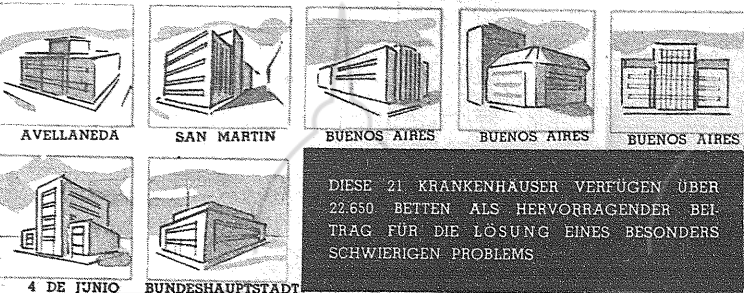 AVELLANEDA
SAN MARTIN
BUENOS AIRES
BUENOS AIRES
BUENOS AIRES
4 DE JUNIO
BUNDESHAUPTSTADT
DIESE 21 KRANKENHÄUSER VERFÜGEN ÜBER
22.650 BETTEN ALS HERVORRAGENDER BEI-
TRAG FÜR DIE LÖSUNG EINES BESONDERS
SCHWIERIGEN PROBLEMS